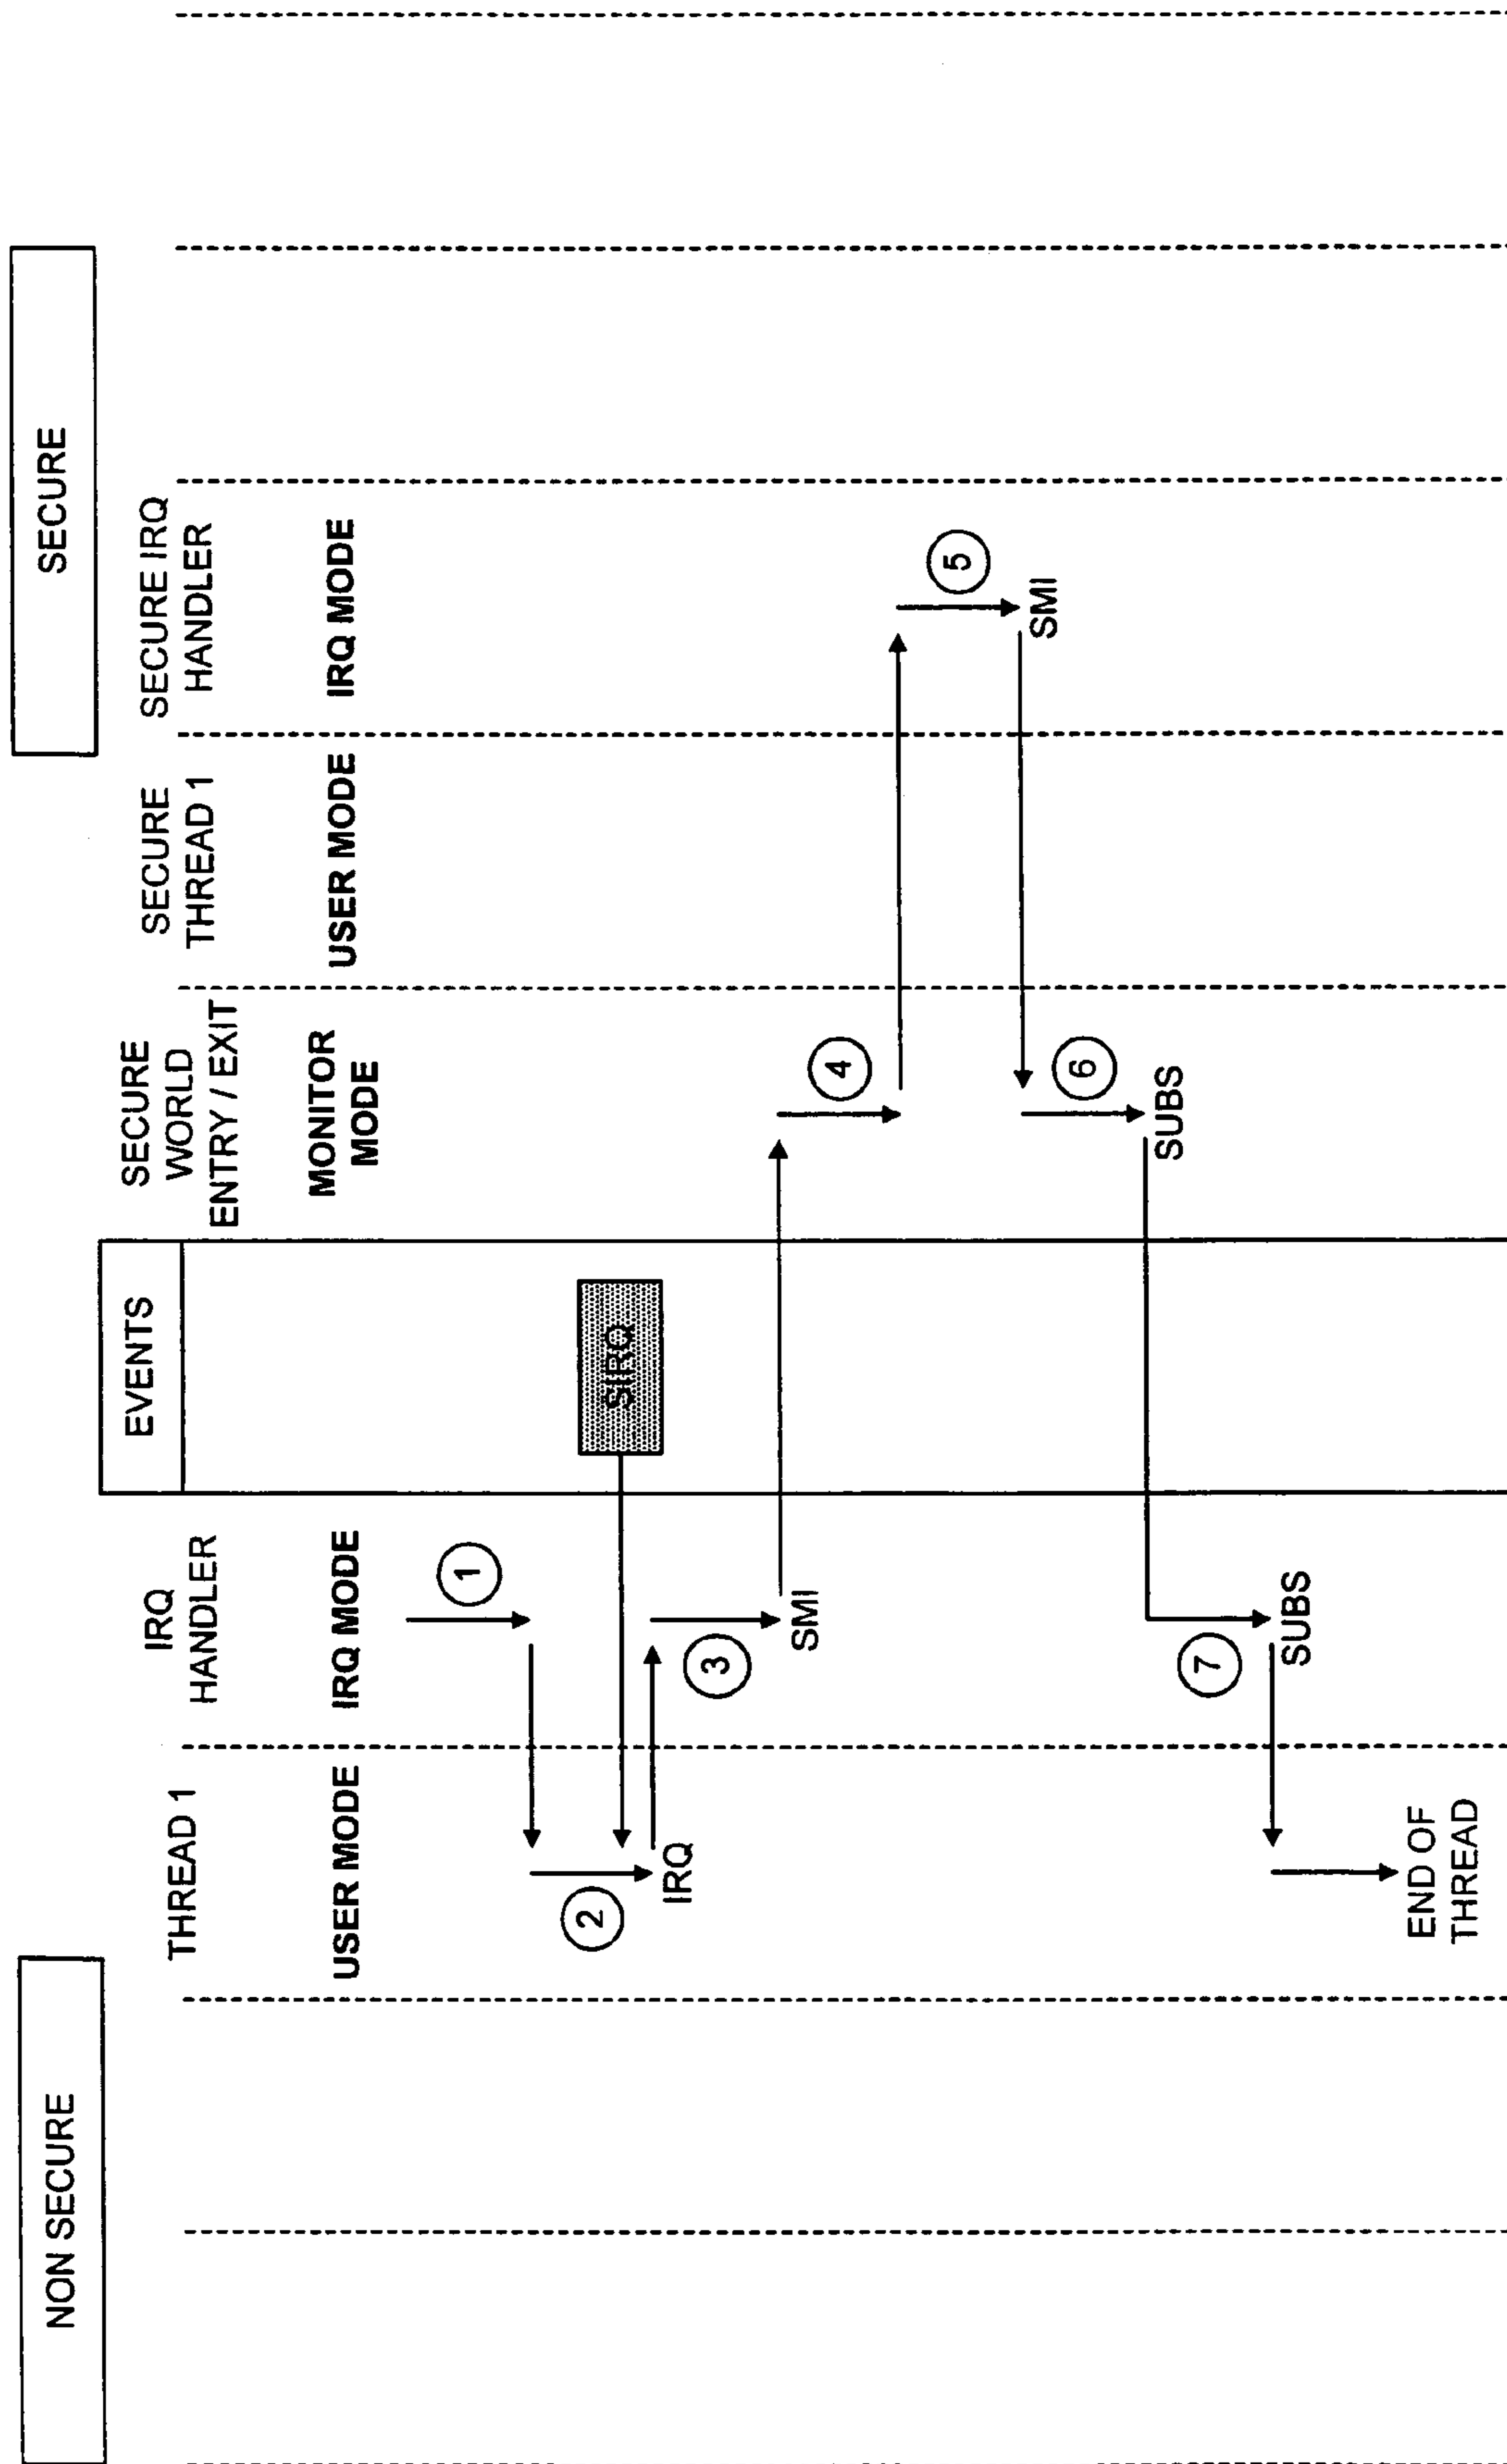 NON SECURE
SECURE
THREAD 1
USER MODE
IRQ
HANDLER
IRQ MODE
EVENTS
SECURE
WORLD
ENTRY / EXIT
MONITOR
MODE
SECURE
THREAD 1
USER MODE
SECURE IRQ
HANDLER
IRQ MODE
1
2
SIRQ
IRQ
3
SMI
4
5
SMI
6
SUBS
7
SUBS
END OF
THREAD